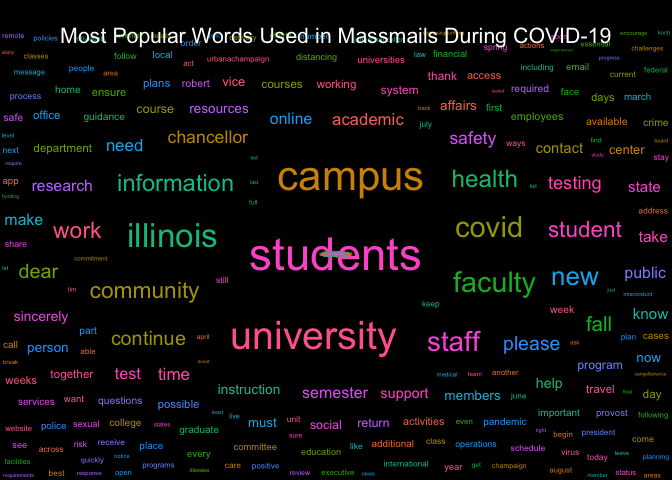 Most Popular Words Used in Massmails During COVID-19
remote policies order essential encourage koch
ability classes follow local urbanachampaign distancing universities law financial spring actions challenges
message people area act including email current progress federal
process home ensure plans robert vice courses working system thank access required face days march
safe office guidance course resources online academic affairs first employees available crime
level next department need chancellor july back safety ways contact find center board
require app research information campus health list testing study state stay
funding full last led
make work illinois students covid student take address
share dear commitment faculty new public
let tim community still keep just misconduct
sincerely part university week fall know
call person able continue april staff please ask plan cases
break weeks together test time avoid medical team another program now
services want questions possible instruction semester support members june help travel final day
website police sexual college states graduate least live must unit social return activities even pandemic important provost following
see across risk receive place every committee sure education like additional class operations right schedule begin president come
facilities quickly notice programs disease care positive review executive news international year get champaign virus today leave planning
requirements best response open august member status areas